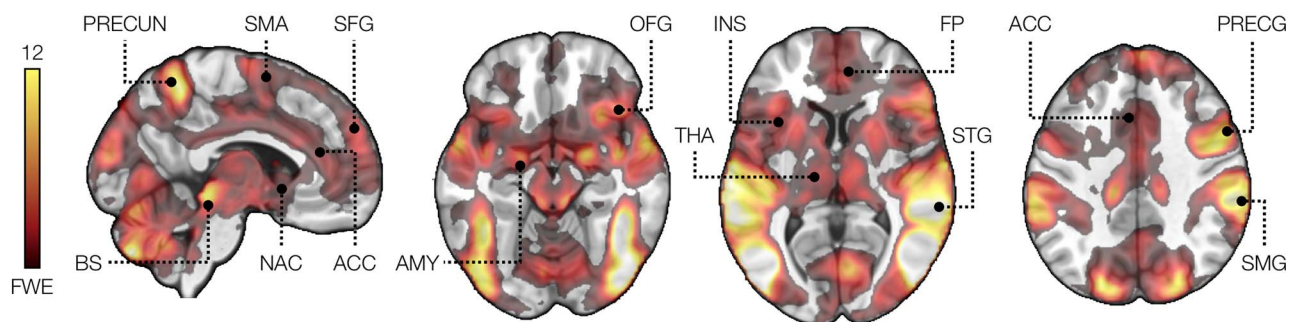 PRECUN SMA SFG OFG INS FP ACC PRECG
12
THA STG
FWE BS NAC ACC AMY SMG